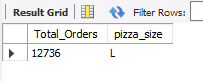 Result Grid Filter Rows:
Total_Orders pizza_size
12736 L